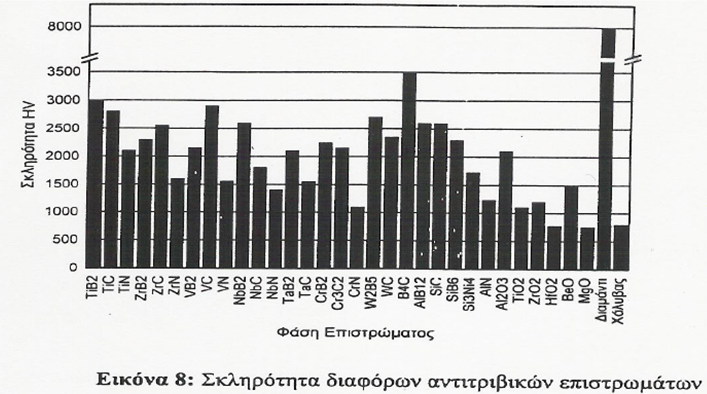 8000
3500
3000
2500
2000
1500
1000
500
0
Σκληρότητα HV
TiB2
TiC
TiN
ZrB2
ZrC
ZrN
VB2
VC
VN
NbB2
NbC
NbN
TaB2
TaC
CrB2
Cr3C2
CrN
W2B5
WC
B4C
AlB12
SiC
SiB6
Si3Ni4
AlN
Al2O3
TiO2
ZrO2
HfO2
BeO
MgO
Διαμάντι
Χάλυβας
Φάση Επιστρώματος
Εικόνα 8: Σκληρότητα διαφόρων αντιτριβικών επιστρωμάτων